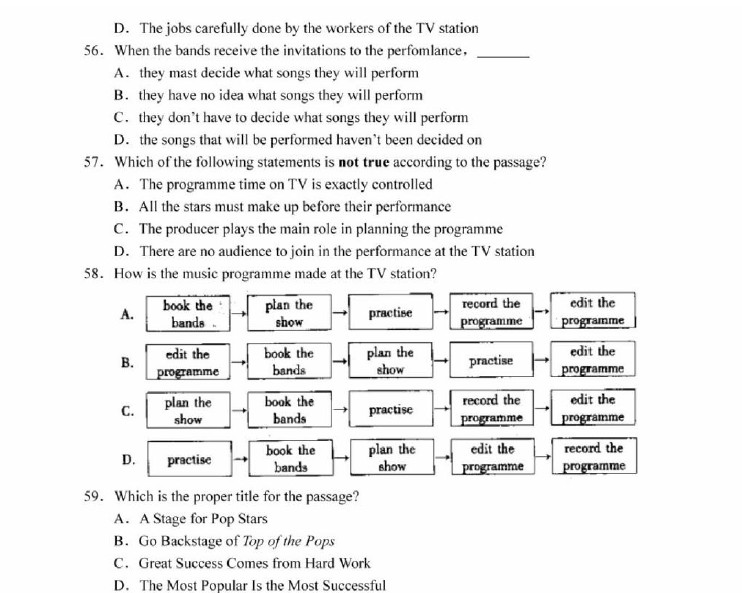 D. The jobs carefully done by the workers of the TV station
56. When the bands receive the invitations to the perfomlance, ______
A. they mast decide what songs they will perform
B. they have no idea what songs they will perform
C. they don't have to decide what songs they will perform
D. the songs that will be performed haven't been decided on
57. Which of the following statements is not true according to the passage?
A. The programme time on TV is exactly controlled
B. All the stars must make up before their performance
C. The producer plays the main role in planning the programme
D. There are no audience to join in the performance at the TV station
58. How is the music programme made at the TV station?
A. book the bands → plan the show → practise → record the programme → edit the programme
B. edit the programme → book the bands → plan the show → practise → edit the programme
C. plan the show → book the bands → practise → record the programme → edit the programme
D. practise → book the bands → plan the show → edit the programme → record the programme
59. Which is the proper title for the passage?
A. A Stage for Pop Stars
B. Go Backstage of Top of the Pops
C. Great Success Comes from Hard Work
D. The Most Popular Is the Most Successful